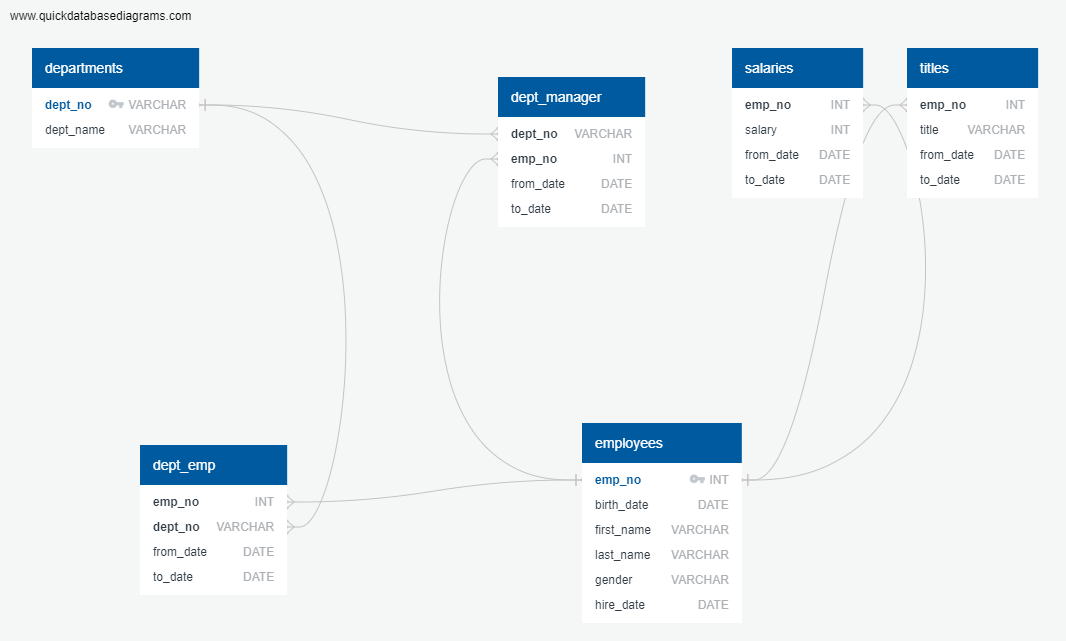 www.quickdatabasediagrams.com
departments
dept_no VARCHAR
dept_name VARCHAR
dept_manager
dept_no VARCHAR
emp_no INT
from_date DATE
to_date DATE
salaries
emp_no INT
salary INT
from_date DATE
to_date DATE
titles
emp_no INT
title VARCHAR
from_date DATE
to_date DATE
dept_emp
emp_no INT
dept_no VARCHAR
from_date DATE
to_date DATE
employees
emp_no INT
birth_date DATE
first_name VARCHAR
last_name VARCHAR
gender VARCHAR
hire_date DATE